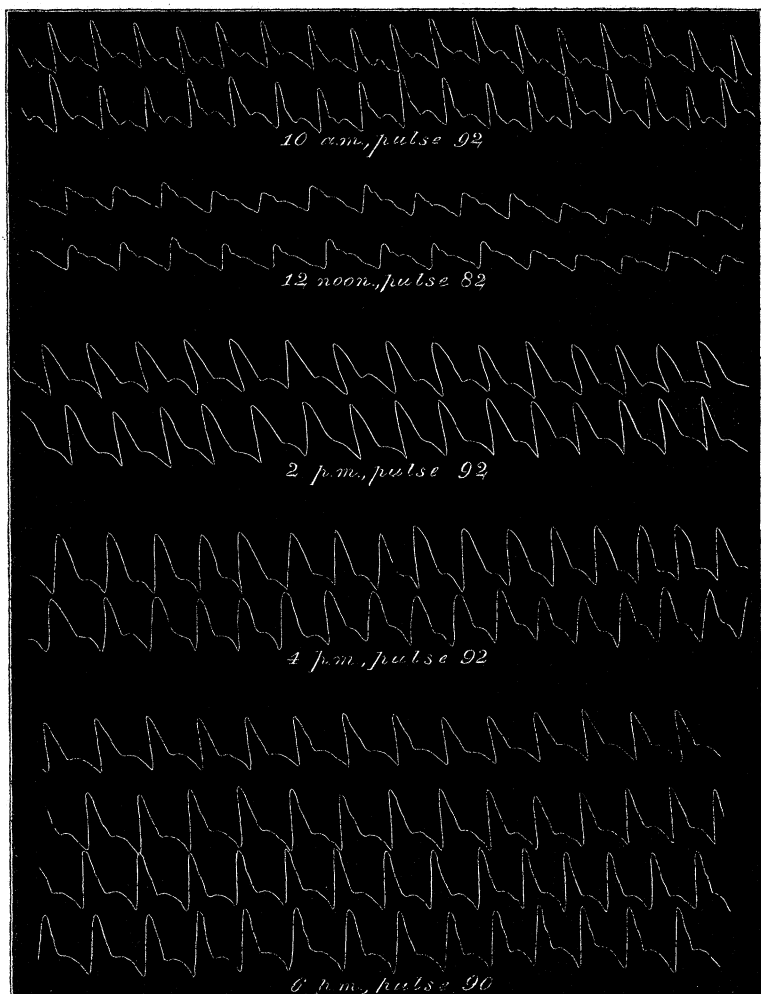 10 a.m., pulse 92
12 noon., pulse 82
2 p.m., pulse 92
4 p.m., pulse 92
6 p.m., pulse 90